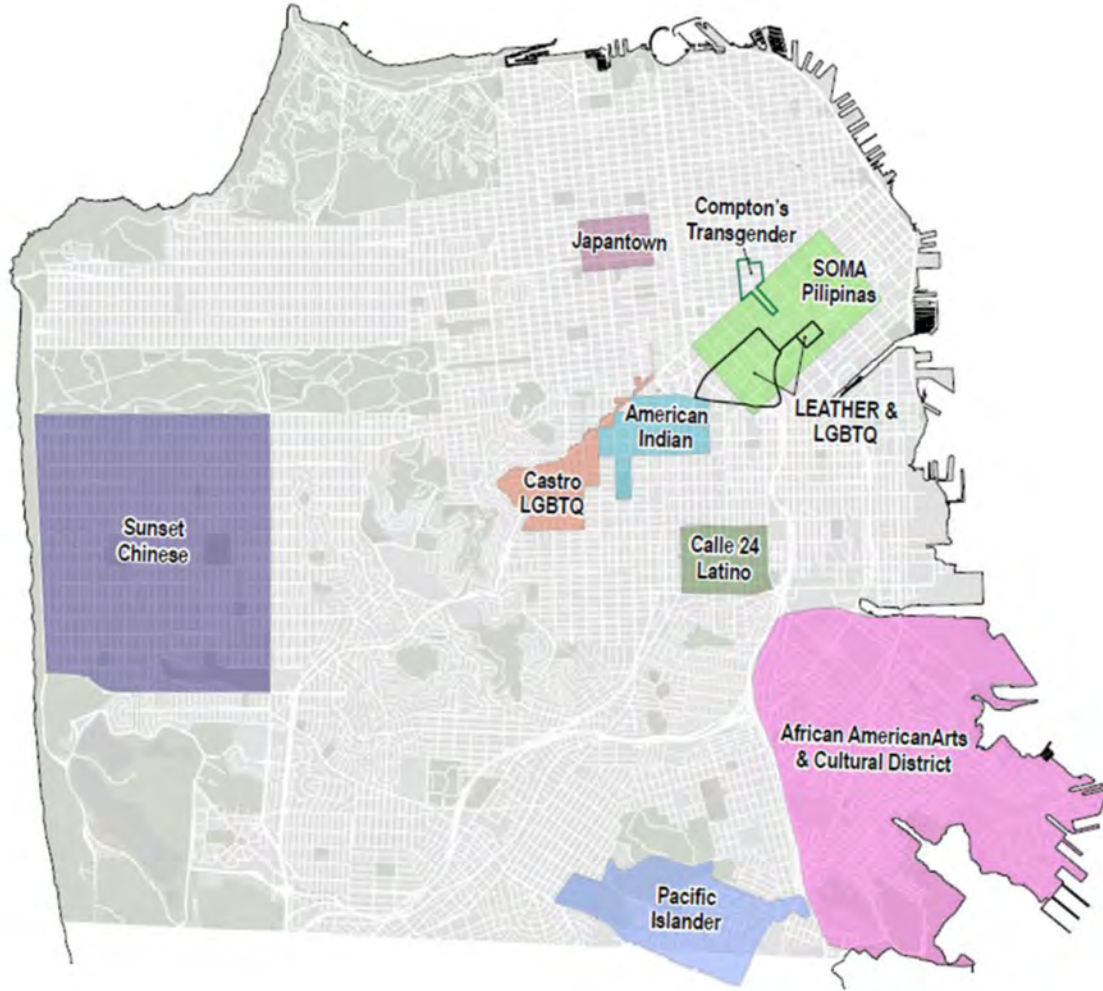 Compton's
Transgender
Japantown
SOMA
Pilipinas
American
Indian
LEATHER &
LGBTQ
Castro
LGBTQ
Sunset
Chinese
Calle 24
Latino
African AmericanArts
& Cultural District
Pacific
Islander